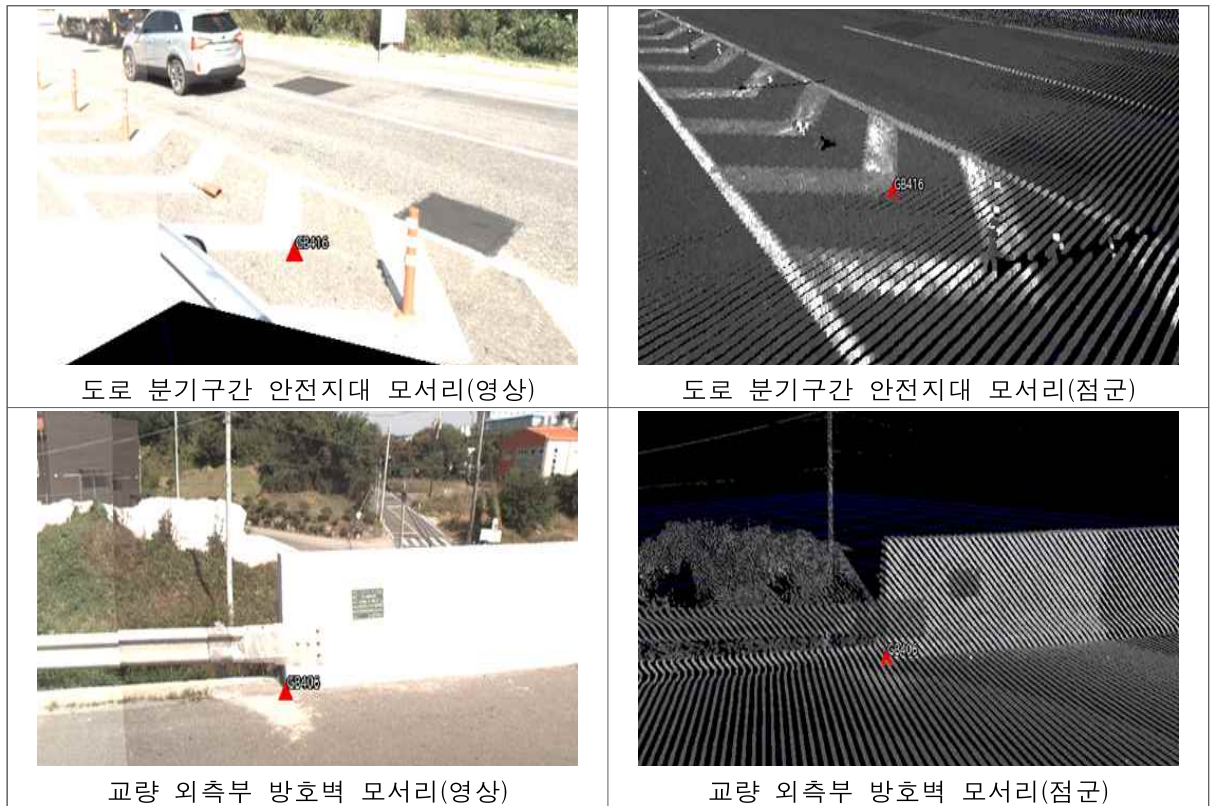 GB416
GB416
도로 분기구간 안전지대 모서리(영상)
도로 분기구간 안전지대 모서리(점군)
GB406
GB406
교량 외측부 방호벽 모서리(영상)
교량 외측부 방호벽 모서리(점군)